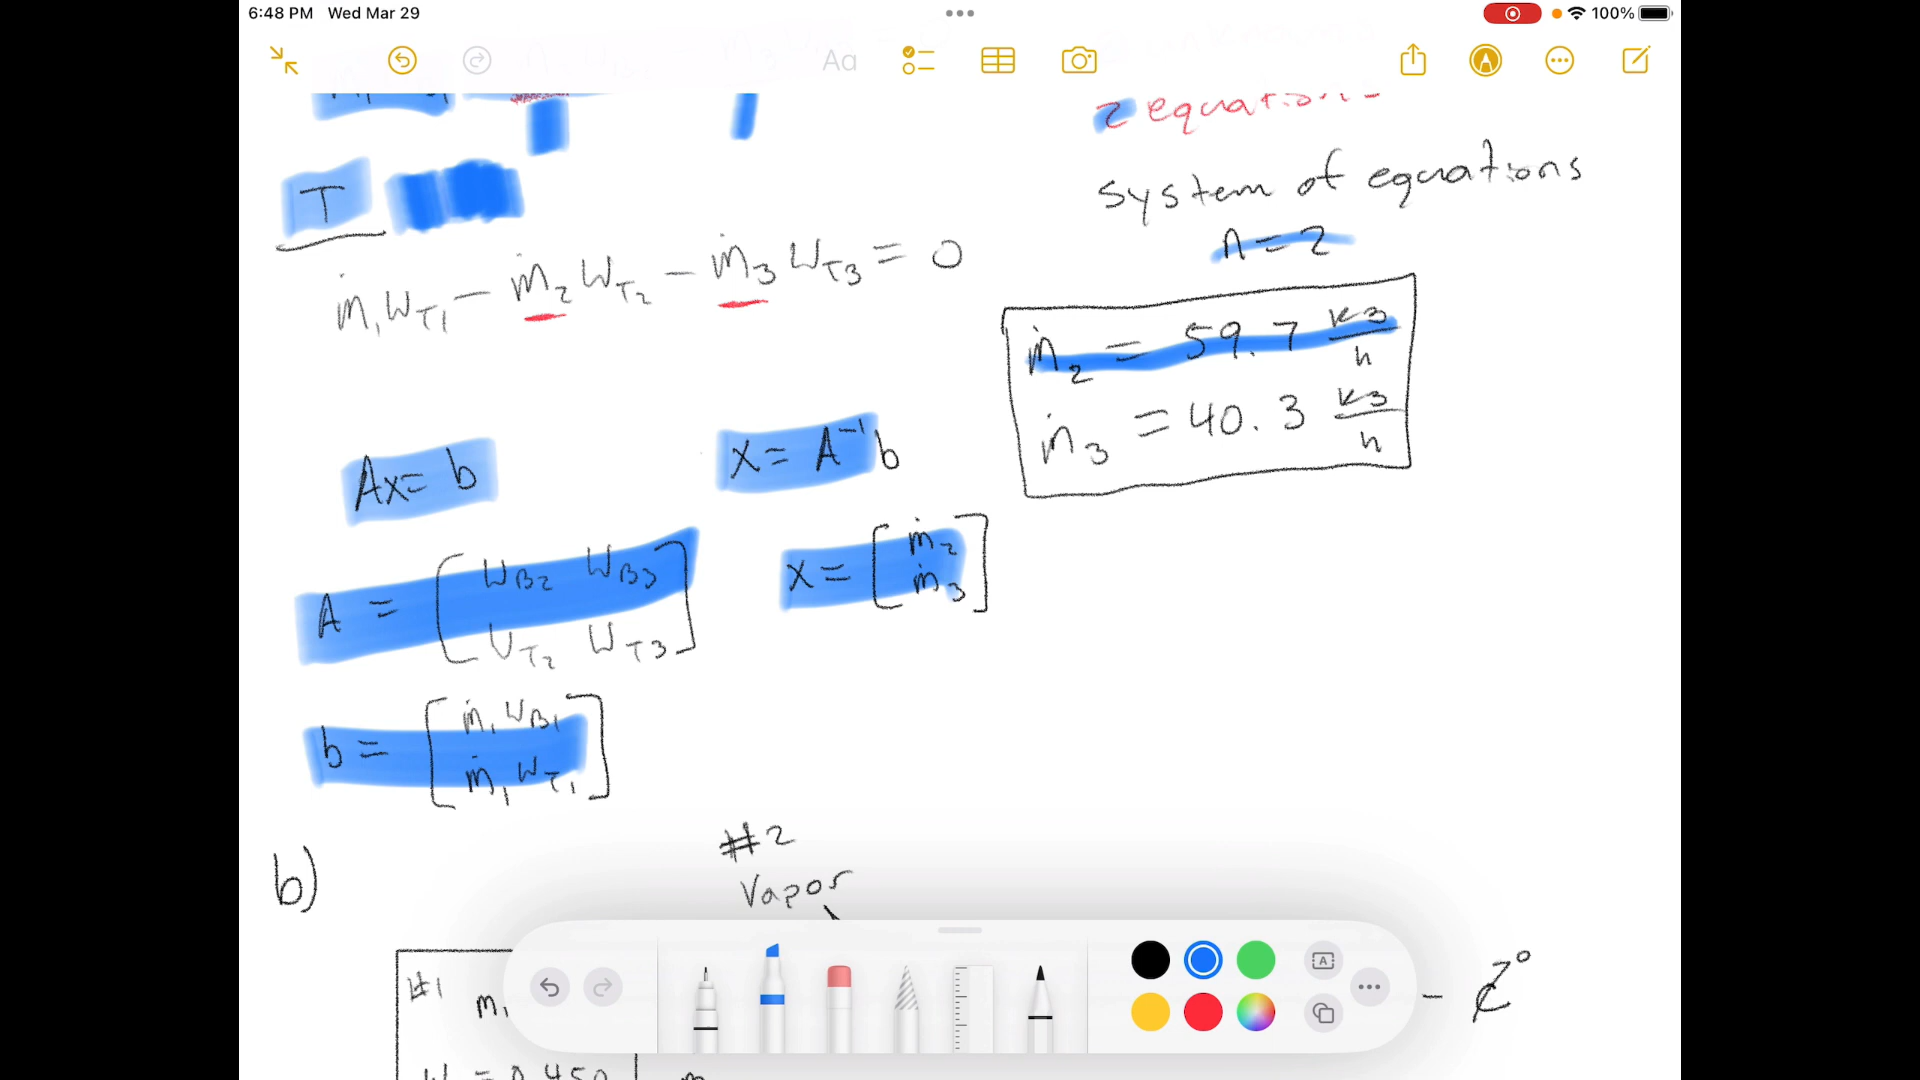 6:48 PM Wed Mar 29
100%
Aa
2 equations
system of equations
n = 2
T
ṁ₁W_T1 − ṁ₂W_T2 − ṁ₃W_T3 = 0
ṁ₂ = 59.7 kg/h
ṁ₃ = 40.3 kg/h
Ax = b
x = A⁻¹b
A = [W_B2 W_B3
W_T2 W_T3]
x = [ṁ₂
ṁ₃]
b = [ṁ₁W_B1
ṁ₁W_T1]
b)
#2
Vapor
#1
m₁
A